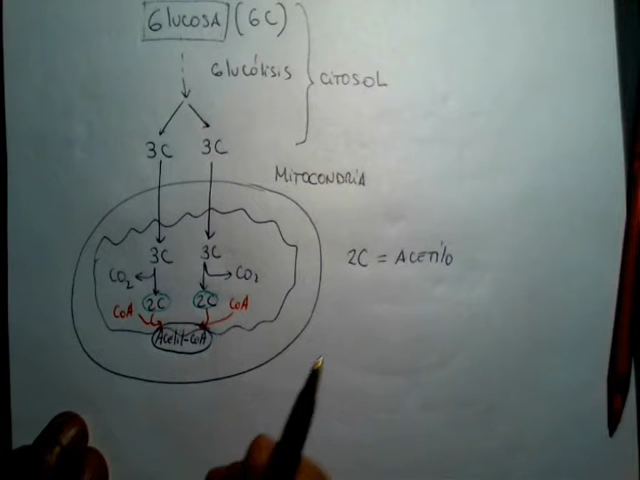 GLUCOSA (6C)
GLUCÓLISIS
CITOSOL
3C 3C
MITOCONDRIA
3C 3C
2C = ACETILO
CO2 CO2
2C 2C
CoA CoA
Acetil-CoA